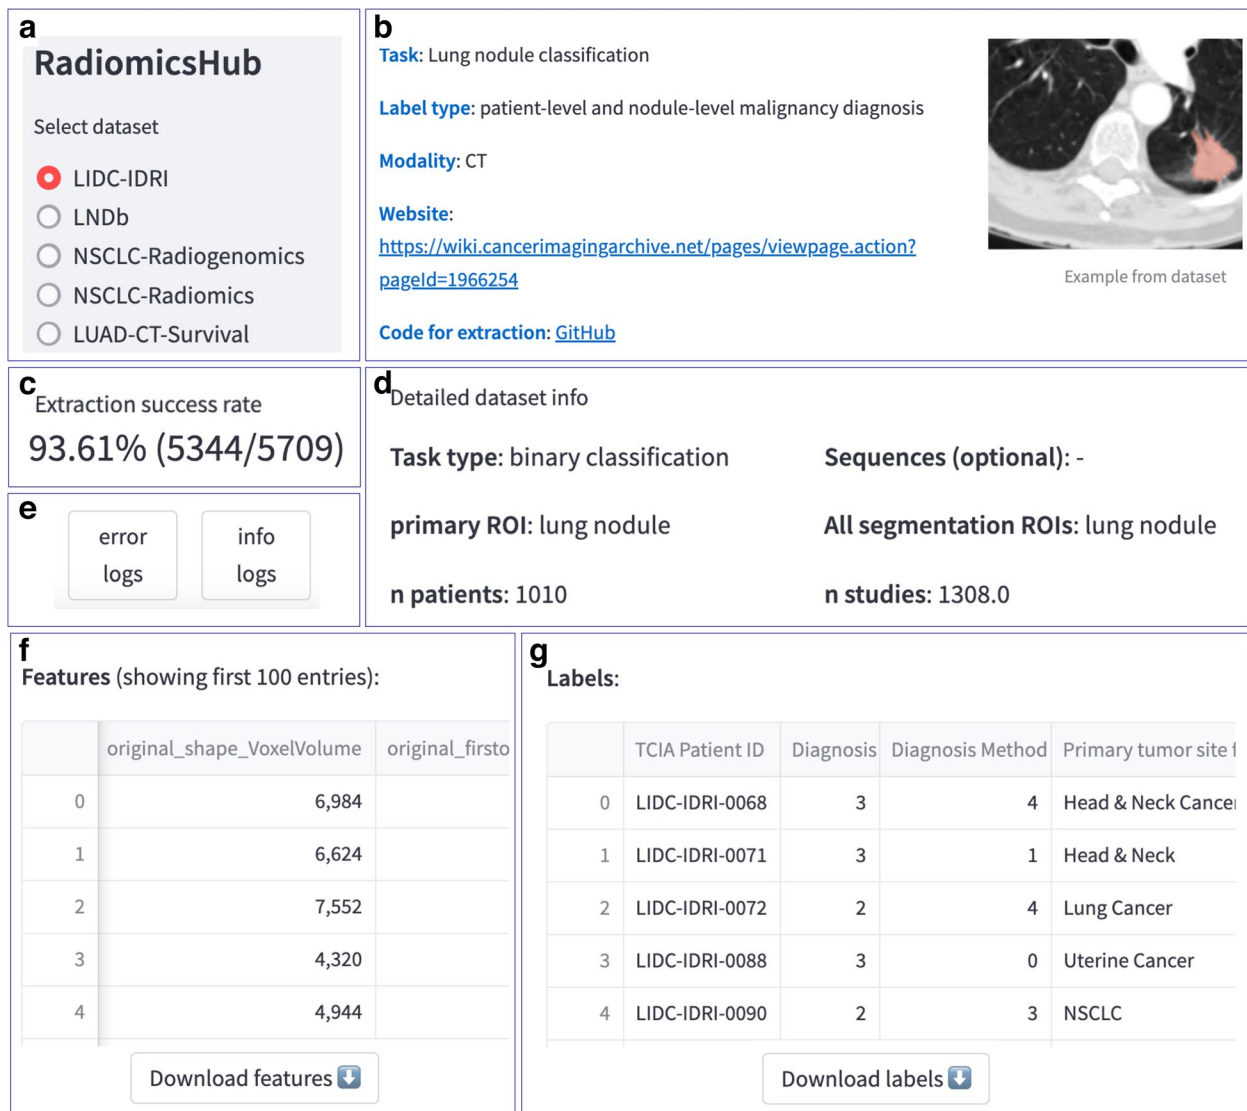 a
RadiomicsHub
Select dataset
LIDC-IDRI
LNDb
NSCLC-Radiogenomics
NSCLC-Radiomics
LUAD-CT-Survival
b
Task: Lung nodule classification
Label type: patient-level and nodule-level malignancy diagnosis
Modality: CT
Website:
https://wiki.cancerimagingarchive.net/pages/viewpage.action?
pageId=1966254
Code for extraction: GitHub
Example from dataset
c
Extraction success rate
93.61% (5344/5709)
d
Detailed dataset info
Task type: binary classification
Sequences (optional): -
primary ROI: lung nodule
All segmentation ROIs: lung nodule
n patients: 1010
n studies: 1308.0
e
error
logs
info
logs
f
Features (showing first 100 entries):
original_shape_VoxelVolume original_firsto
0 6,984
1 6,624
2 7,552
3 4,320
4 4,944
Download features
g
Labels:
TCIA Patient ID Diagnosis Diagnosis Method Primary tumor site
0 LIDC-IDRI-0068 3 4 Head & Neck Cancer
1 LIDC-IDRI-0071 3 1 Head & Neck
2 LIDC-IDRI-0072 2 4 Lung Cancer
3 LIDC-IDRI-0088 3 0 Uterine Cancer
4 LIDC-IDRI-0090 2 3 NSCLC
Download labels